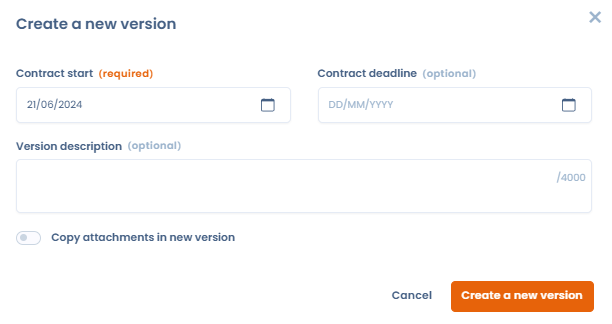 Create a new version
Contract start (required)
Contract deadline (optional)
21/06/2024
DD/MM/YYYY
Version description (optional)
/4000
Copy attachments in new version
Cancel
Create a new version